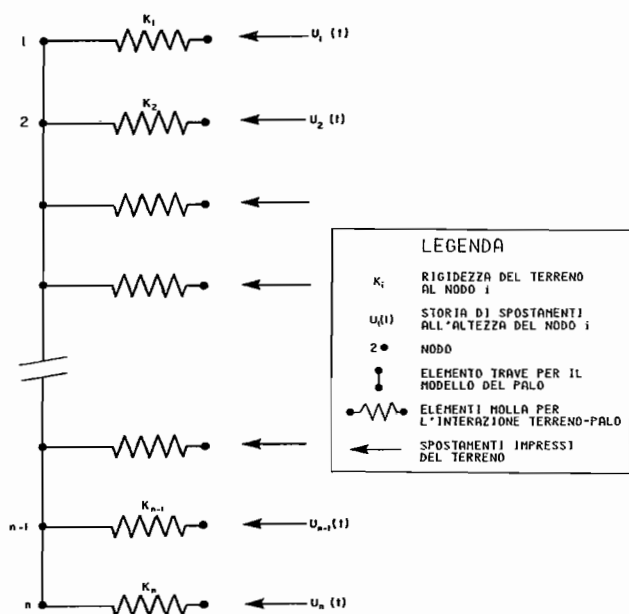 1 K₁ U₁(t)
2 K₂ U₂(t)
LEGENDA
Kᵢ RIGIDEZZA DEL TERRENO
AL NODO i
Uᵢ(t) STORIA DI SPOSTAMENTI
ALL'ALTEZZA DEL NODO i
2 NODO
ELEMENTO TRAVE PER IL
MODELLO DEL PALO
ELEMENTI MOLLA PER
L'INTERAZIONE TERRENO-PALO
SPOSTAMENTI IMPRESSI
DEL TERRENO
n-1 Kₙ₋₁ Uₙ₋₁(t)
n Kₙ Uₙ(t)